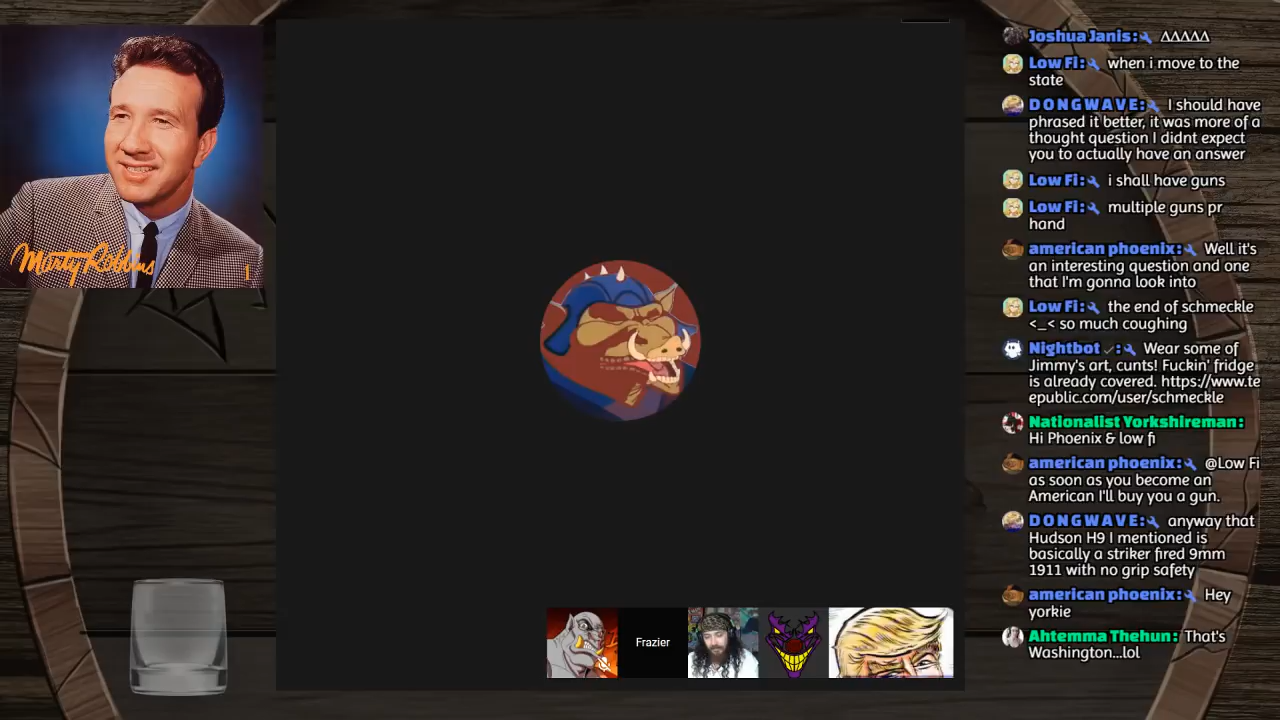 Marty Robbins
Frazier
Joshua Janis: ΔΔΔΔΔ
Low Fi: when i move to the
state
DONGWAVE: I should have
phrased it better, it was more of a
thought question I didnt expect
you to actually have an answer
Low Fi: i shall have guns
Low Fi: multiple guns pr
hand
american phoenix: Well it's
an interesting question and one
that I'm gonna look into
Low Fi: the end of schmeckle
<_< so much coughing
Nightbot ✓: Wear some of
Jimmy's art, cunts! Fuckin' fridge
is already covered. https://www.te
epublic.com/user/schmeckle
Nationalist Yorkshireman:
Hi Phoenix & low fi
american phoenix: @Low Fi
as soon as you become an
American I'll buy you a gun.
DONGWAVE: anyway that
Hudson H9 I mentioned is
basically a striker fired 9mm
1911 with no grip safety
american phoenix: Hey
yorkie
Ahtemma Thehun: That's
Washington...lol